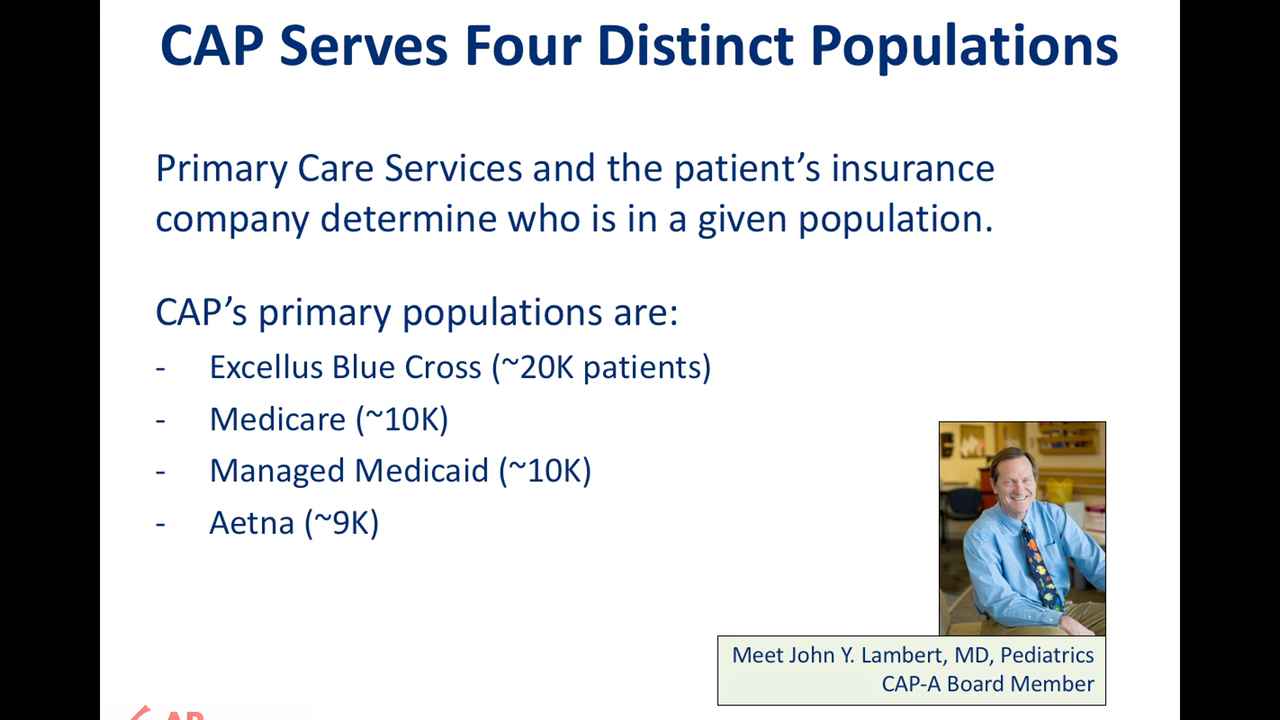 CAP Serves Four Distinct Populations
Primary Care Services and the patient’s insurance
company determine who is in a given population.
CAP’s primary populations are:
- Excellus Blue Cross (~20K patients)
- Medicare (~10K)
- Managed Medicaid (~10K)
- Aetna (~9K)
Meet John Y. Lambert, MD, Pediatrics
CAP-A Board Member